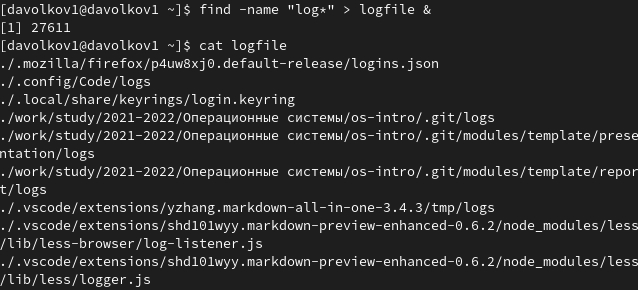 [davolkov1@davolkov1 ~]$ find -name "log*" > logfile &
[1] 27611
[davolkov1@davolkov1 ~]$ cat logfile
./.mozilla/firefox/p4uw8xj0.default-release/logins.json
./.config/Code/logs
./.local/share/keyrings/login.keyring
./work/study/2021-2022/Операционные системы/os-intro/.git/logs
./work/study/2021-2022/Операционные системы/os-intro/.git/modules/template/prese
ntation/logs
./work/study/2021-2022/Операционные системы/os-intro/.git/modules/template/repor
t/logs
./.vscode/extensions/yzhang.markdown-all-in-one-3.4.3/tmp/logs
./.vscode/extensions/shd101wyy.markdown-preview-enhanced-0.6.2/node_modules/less
/lib/less-browser/log-listener.js
./.vscode/extensions/shd101wyy.markdown-preview-enhanced-0.6.2/node_modules/less
/lib/less/logger.js